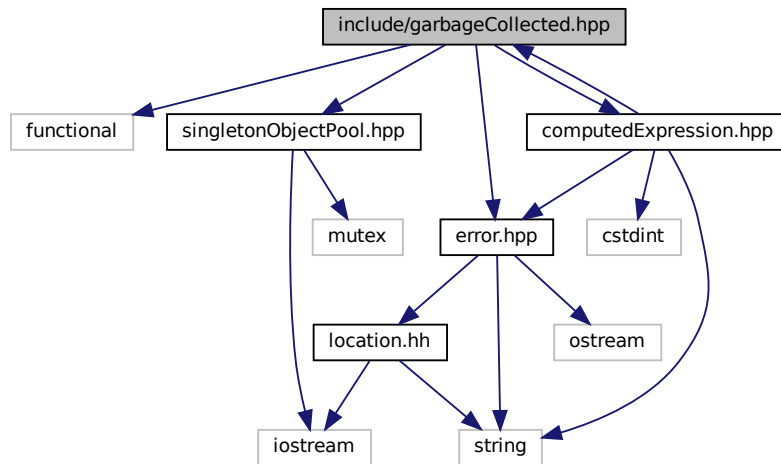 include/garbageCollected.hpp
functional
singletonObjectPool.hpp
computedExpression.hpp
mutex
error.hpp
cstdint
location.hh
ostream
iostream
string